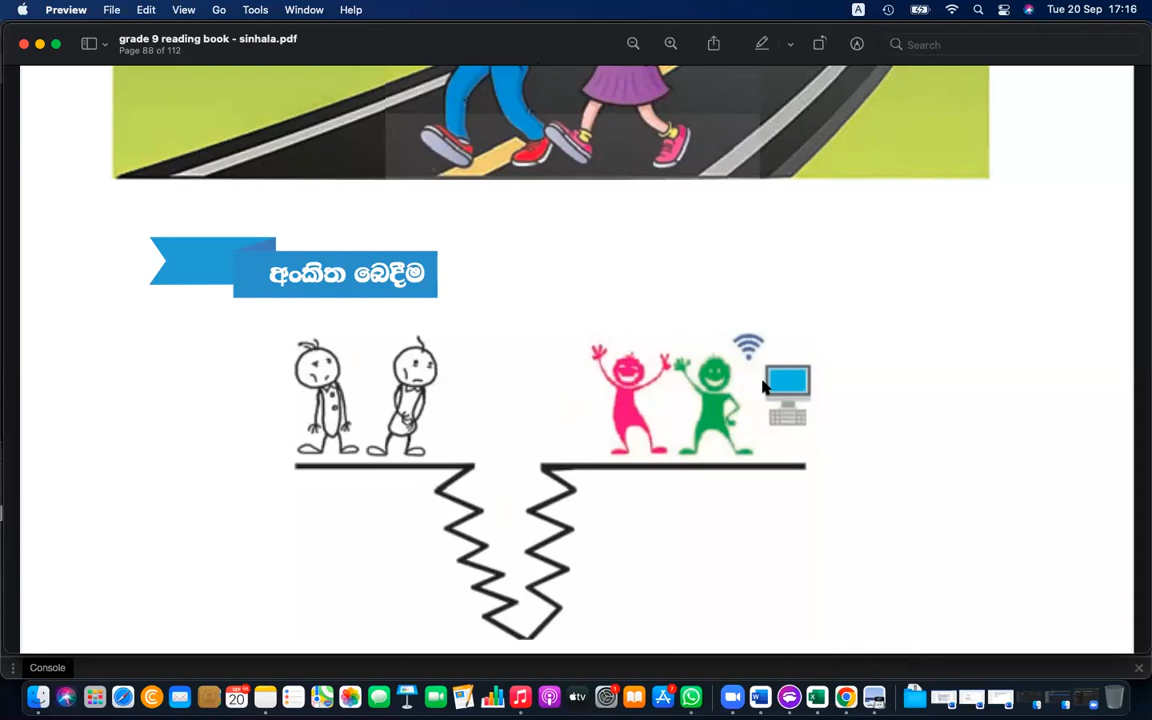 Preview File Edit View Go Tools Window Help A Tue 20 Sep 17:16
grade 9 reading book - sinhala.pdf
Page 88 of 112
Search
අංකිත බෙදීම
Console
tv